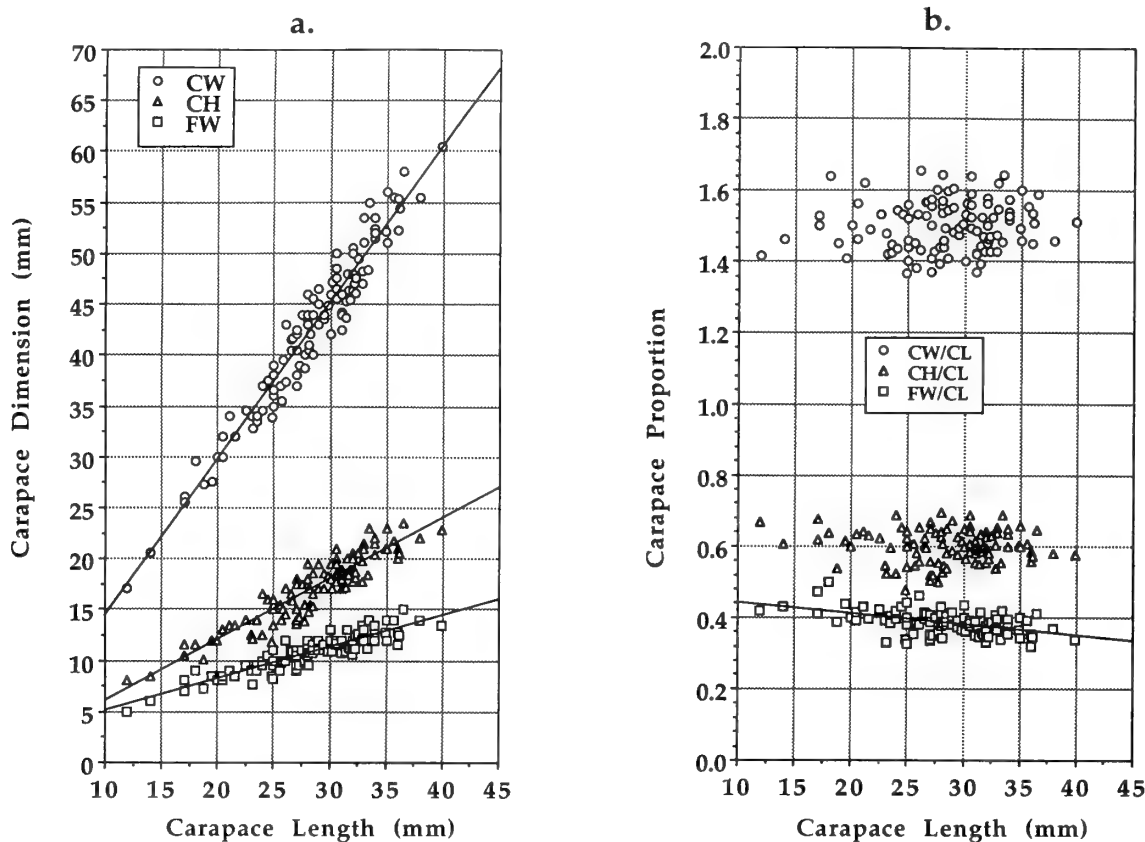 a.
Carapace Dimension (mm)
70
65
60
55
50
45
40
35
30
25
20
15
10
5
0
CW
CH
FW
10 15 20 25 30 35 40 45
Carapace Length (mm)
b.
Carapace Proportion
2.0
1.8
1.6
1.4
1.2
1.0
0.8
0.6
0.4
0.2
0.0
CW/CL
CH/CL
FW/CL
10 15 20 25 30 35 40 45
Carapace Length (mm)